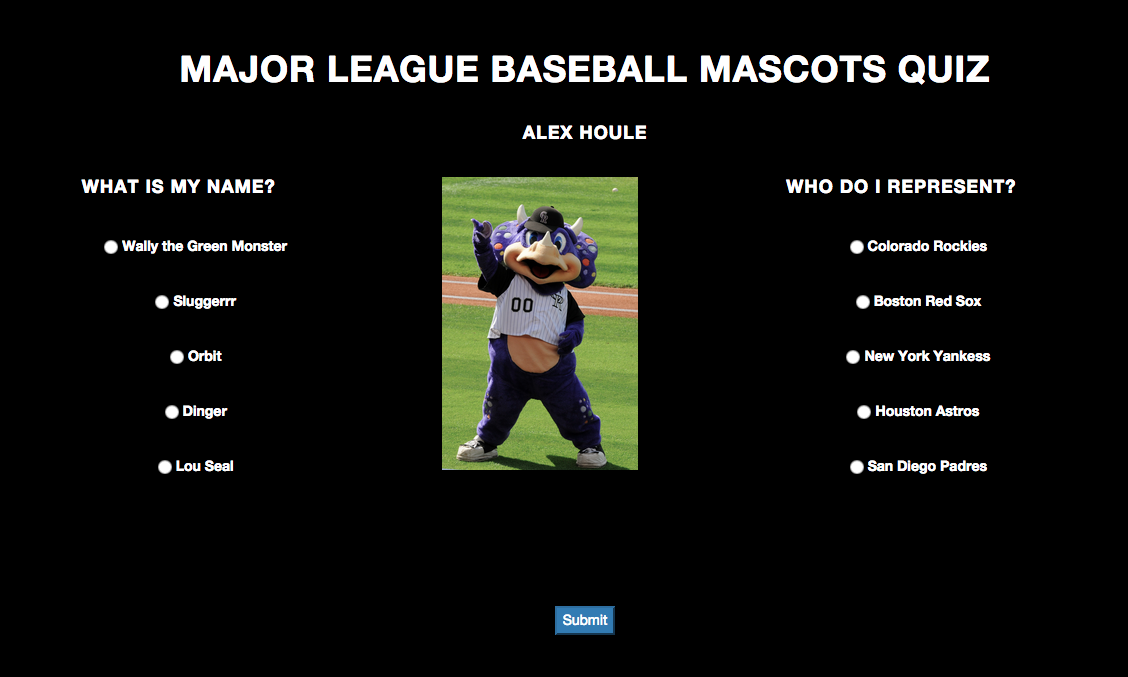 MAJOR LEAGUE BASEBALL MASCOTS QUIZ
ALEX HOULE
WHAT IS MY NAME?
Wally the Green Monster
Sluggerrr
Orbit
Dinger
Lou Seal
CR
00
CR
WHO DO I REPRESENT?
Colorado Rockies
Boston Red Sox
New York Yankess
Houston Astros
San Diego Padres
Submit